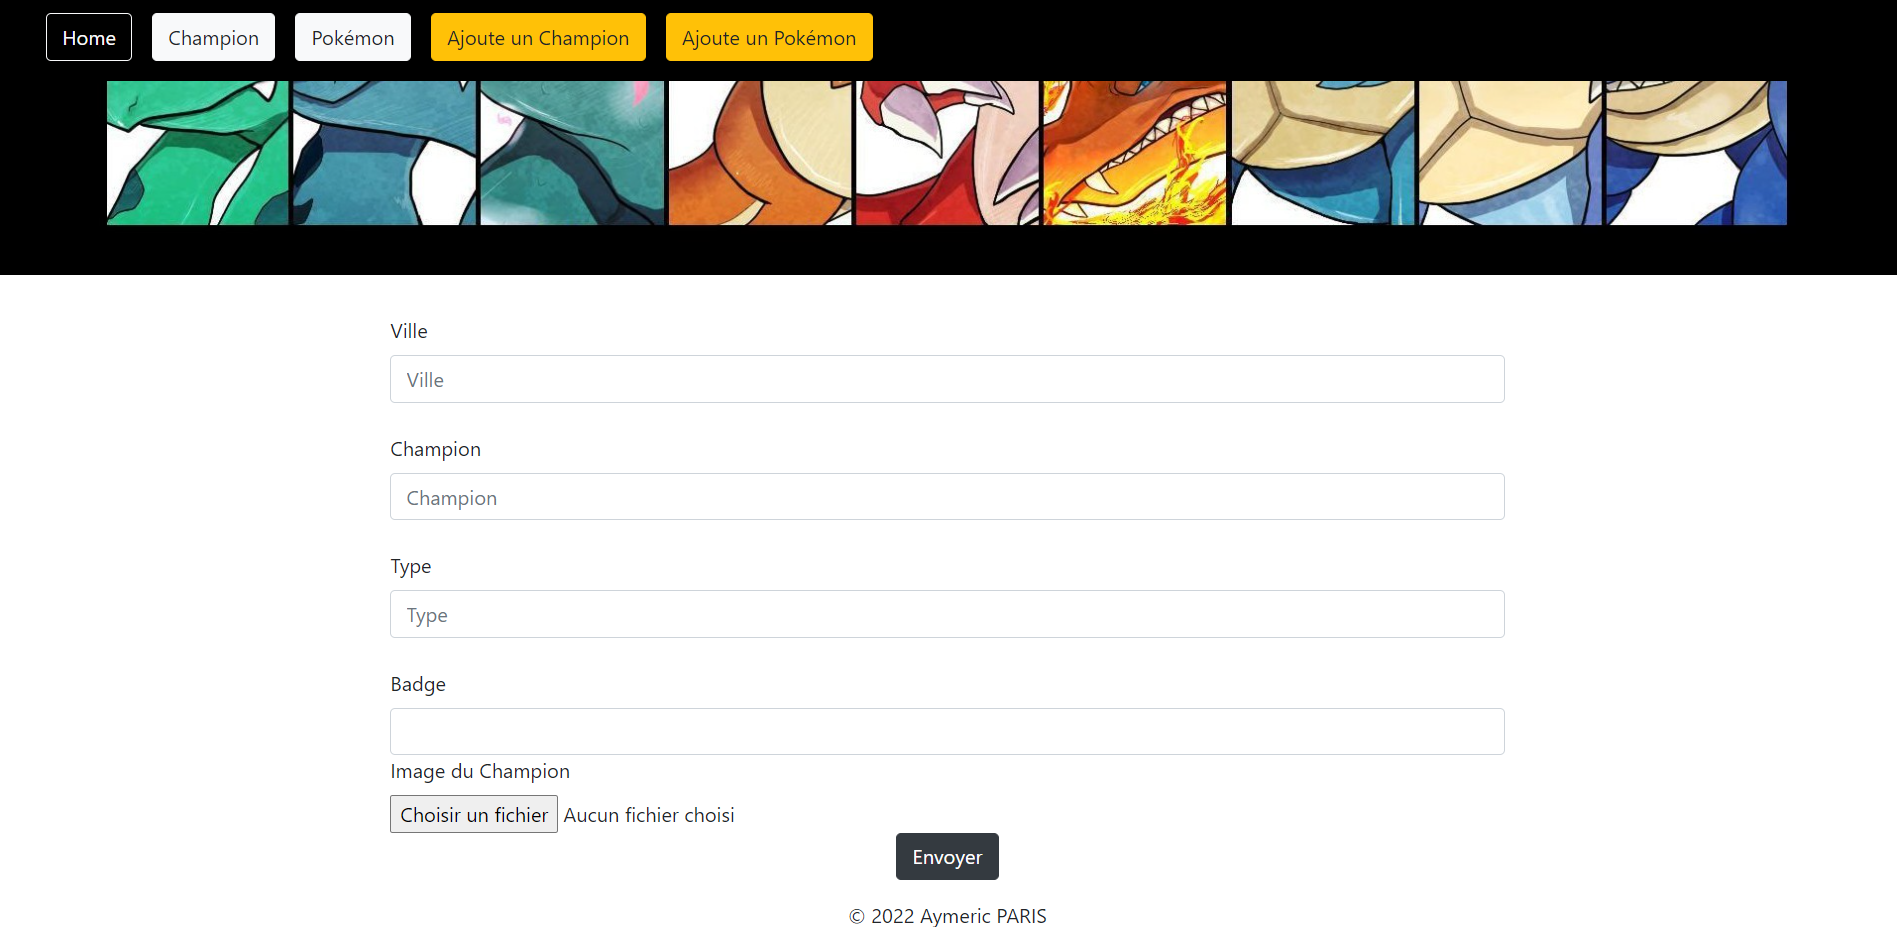 Home Champion Pokémon Ajoute un Champion Ajoute un Pokémon
Ville
Ville
Champion
Champion
Type
Type
Badge
Image du Champion
Choisir un fichier Aucun fichier choisi
Envoyer
© 2022 Aymeric PARIS